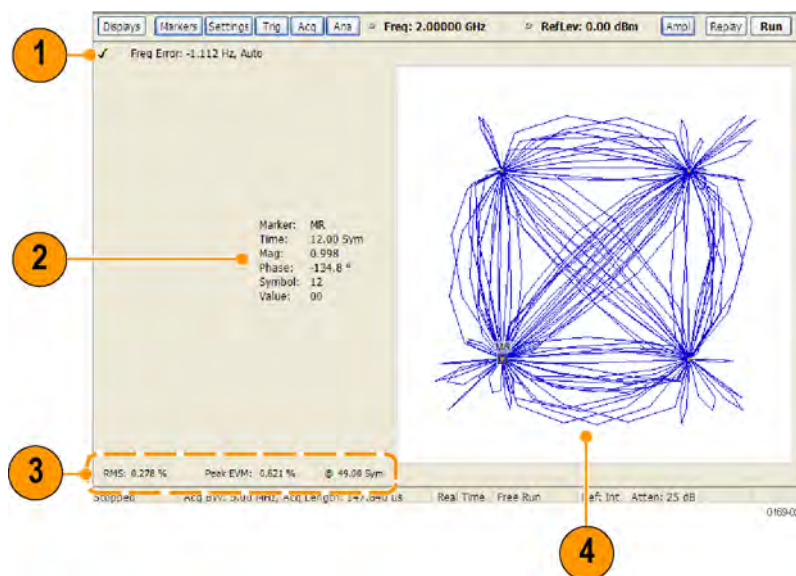 Displays Markers Settings Trig Acq Ana Freq: 2.00000 GHz RefLev: 0.00 dBm Ampl Replay Run
1
Freq Error: -1.112 Hz, Auto
2
Marker: MR
Time: 12.00 Sym
Mag: 0.998
Phase: -134.8 °
Symbol: 12
Value: 00
MR
3
RMS: 0.278 % Peak EVM: 0.621 % @ 49.00 Sym
Stopped Acq BW: 5.00 MHz, Acq Length: 147.840 us Real Time Free Run Ref: Int Atten: 25 dB
4